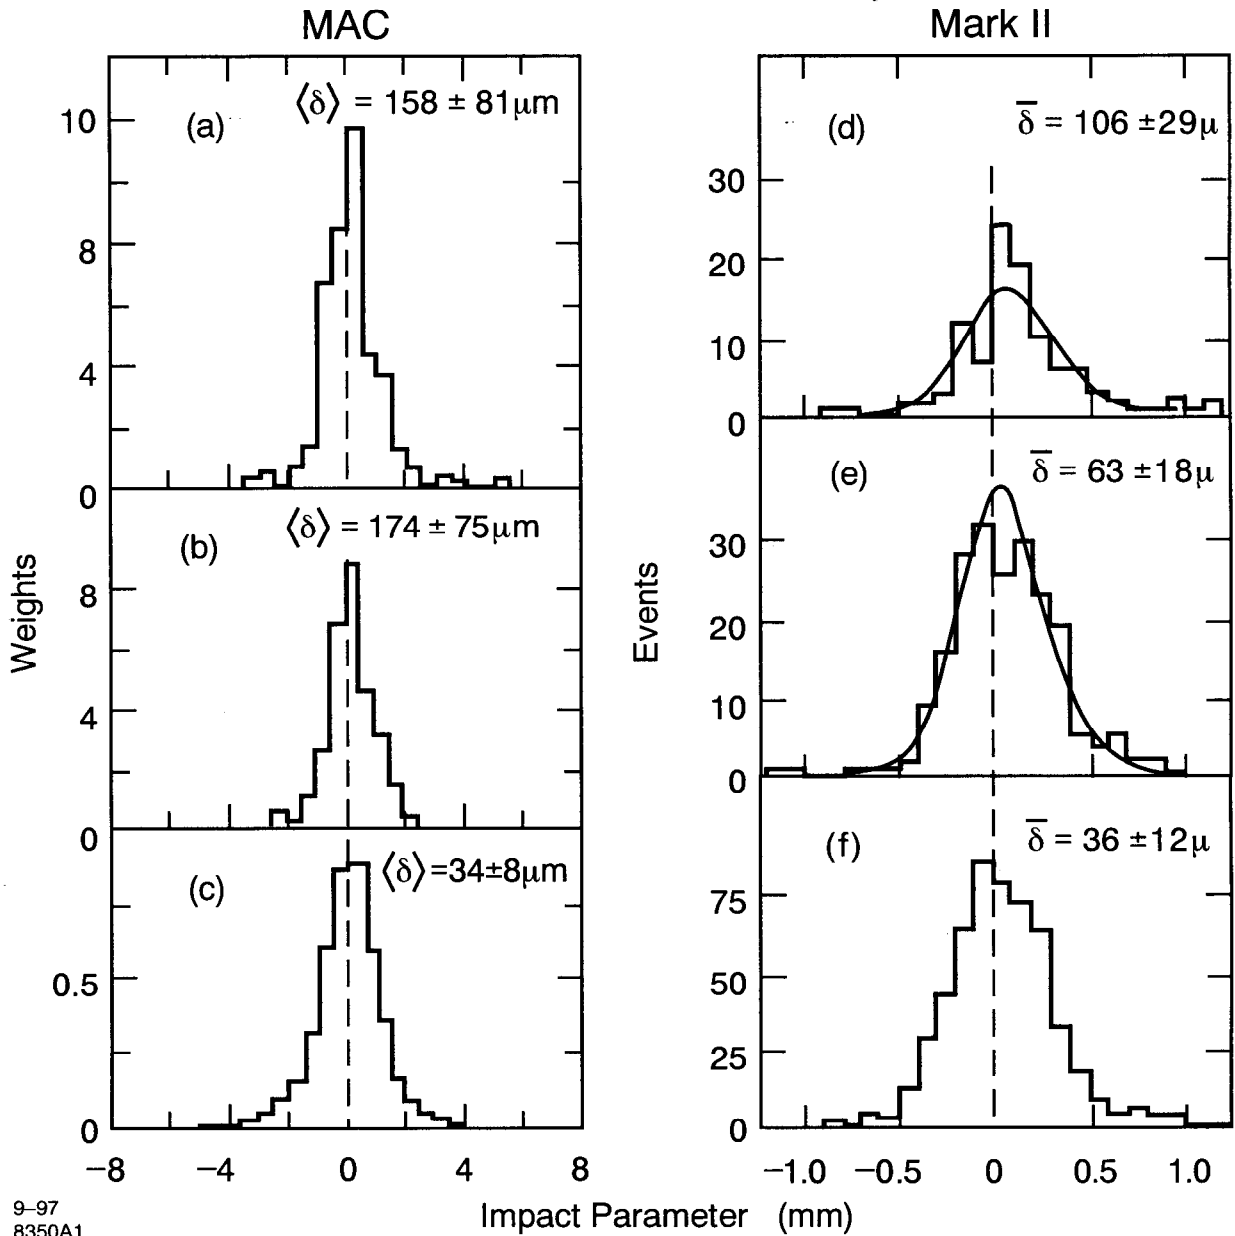 MAC
Mark II
(a)
⟨δ⟩ = 158 ± 81μm
10
8
4
0
(b)
⟨δ⟩ = 174 ± 75μm
8
4
0
(c)
⟨δ⟩ =34±8μm
0.5
0
−8 −4 0 4 8
Weights
(d)
δ̅ = 106 ±29μ
30
20
10
0
(e)
δ̅ = 63 ±18μ
30
20
10
0
(f)
δ̅ = 36 ±12μ
75
50
25
0
−1.0 −0.5 0 0.5 1.0
Events
Impact Parameter (mm)
9–97
8350A1